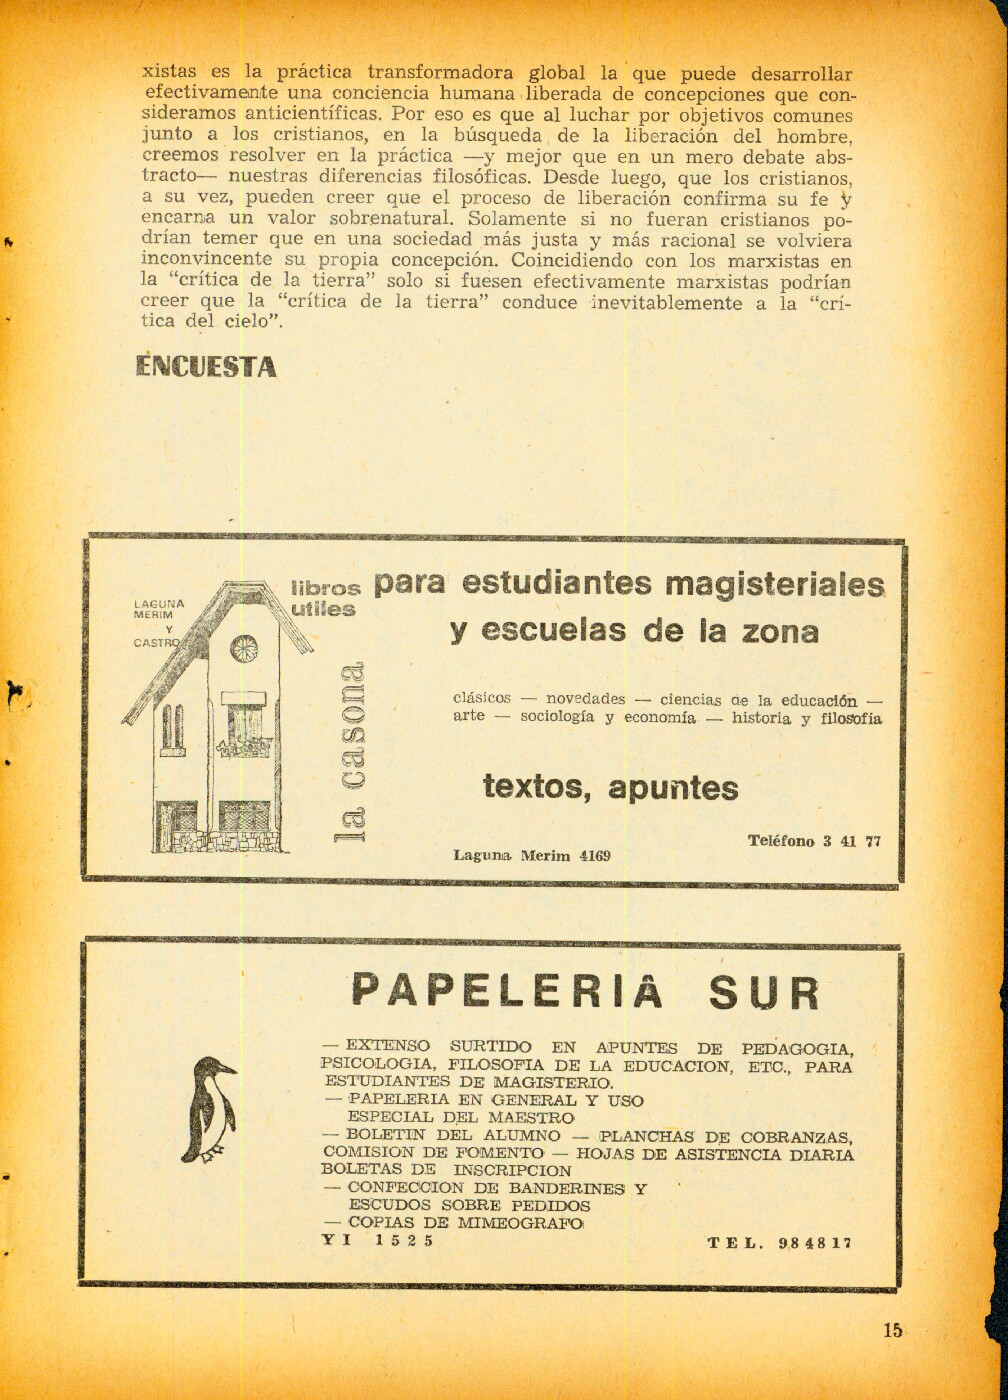 xistas es la práctica transformadora global la que puede desarrollar
efectivamente una conciencia humana liberada de concepciones que con-
sideramos anticientíficas. Por eso es que al luchar por objetivos comunes
junto a los cristianos, en la búsqueda de la liberación del hombre,
creemos resolver en la práctica —y mejor que en un mero debate abs-
tracto— nuestras diferencias filosóficas. Desde luego, que los cristianos,
a su vez, pueden creer que el proceso de liberación confirma su fe y
encarna un valor sobrenatural. Solamente si no fueran cristianos po-
drían temer que en una sociedad más justa y más racional se volviera
inconvincente su propia concepción. Coincidiendo con los marxistas en
la “crítica de la tierra” solo si fuesen efectivamente marxistas podrían
creer que la “crítica de la tierra” conduce inevitablemente a la “crí-
tica del cielo”.
ENCUESTA
LAGUNA
MERIM
Y
CASTRO
libros
utiles
la casona
para estudiantes magisteriales
y escuelas de la zona
clásicos — novedades — ciencias de la educación —
arte — sociología y economía — historia y filosofía
textos, apuntes
Teléfono 3 41 77
Laguna Merim 4169
PAPELERIA SUR
— EXTENSO SURTIDO EN APUNTES DE PEDAGOGIA,
PSICOLOGIA, FILOSOFIA DE LA EDUCACION, ETC., PARA
ESTUDIANTES DE MAGISTERIO.
— PAPELERIA EN GENERAL Y USO
ESPECIAL DEL MAESTRO
— BOLETIN DEL ALUMNO — PLANCHAS DE COBRANZAS,
COMISION DE FOMENTO — HOJAS DE ASISTENCIA DIARIA
BOLETAS DE INSCRIPCION
— CONFECCION DE BANDERINES Y
ESCUDOS SOBRE PEDIDOS
— COPIAS DE MIMEOGRAFO
YI 1525
TEL. 984817
15